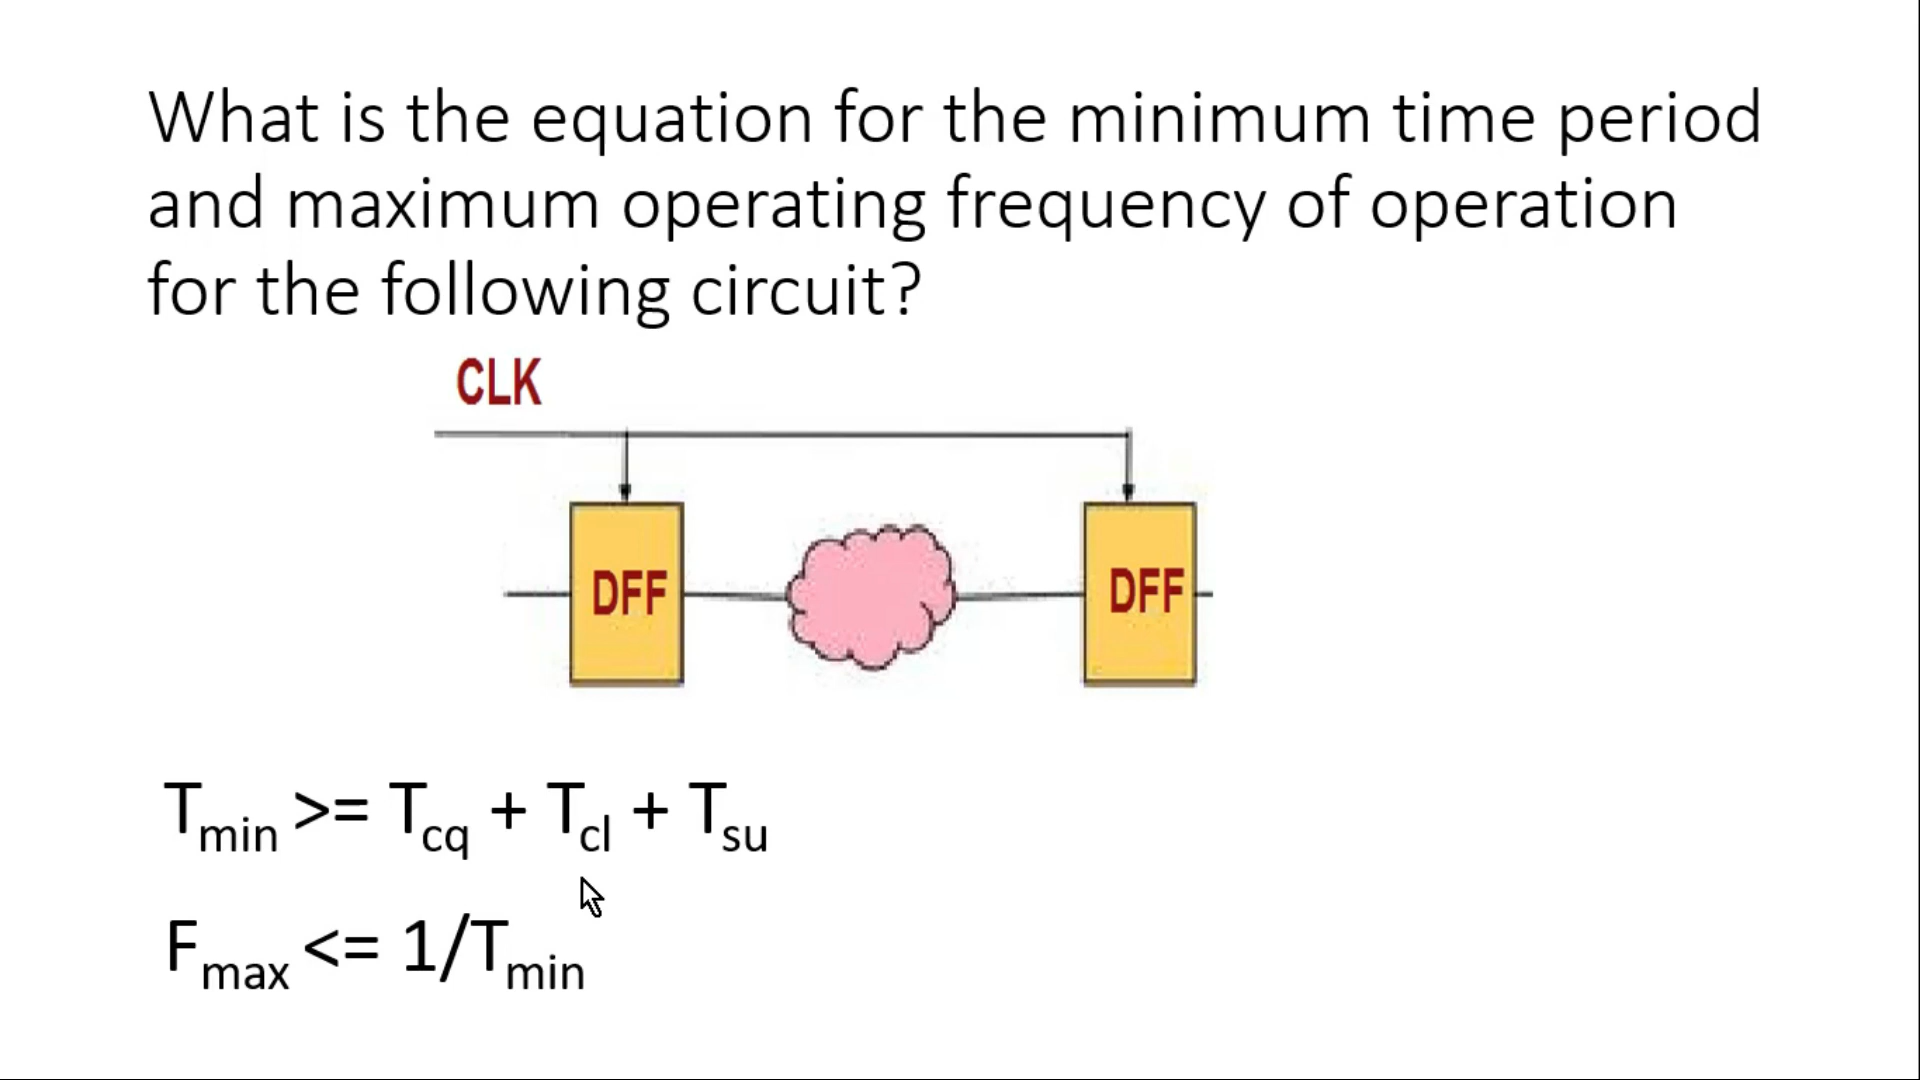 What is the equation for the minimum time period
and maximum operating frequency of operation
for the following circuit?
CLK
DFF
DFF
Tmin >= Tcq + Tcl + Tsu
Fmax <= 1/Tmin